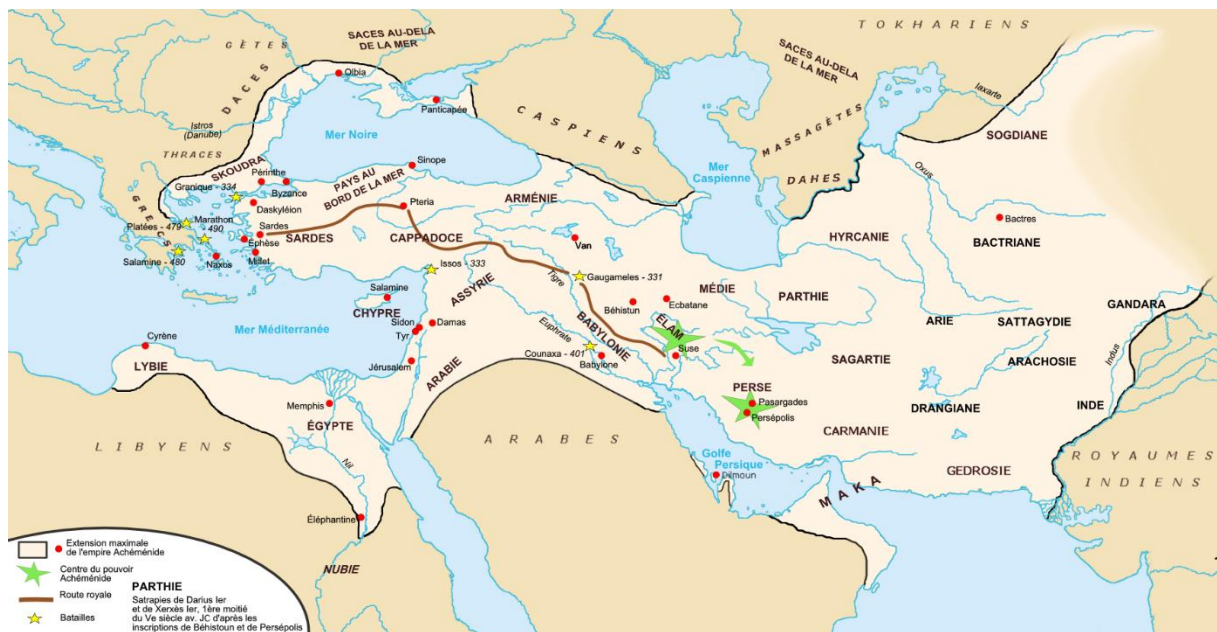 TOKHARIENS
SACES AU-DELA
DE LA MER
GÈTES
DACES
Olbia
SACES AU-DELA
DE LA MER
Iaxarte
Panticapée
CASPIENS
MASSAGÈTES
SOGDIANE
Istros
(Danube)
Mer Noire
THRACES
SKOUDRA
Périnthe
Sinope
Mer
Caspienne
DAHES
Oxus
Granique - 334
Byzance
PAYS AU
BORD DE LA MER
Daskyléion
Pteria
ARMÉNIE
Bactres
GRECS
Marathon
- 490
Platées - 479
Sardes
SARDES
CAPPADOCE
Van
HYRCANIE
BACTRIANE
Éphèse
Salamine - 480
Naxos
Milet
Issos - 333
Gaugamèles - 331
Tigre
Salamine
CHYPRE
ASSYRIE
MÉDIE
PARTHIE
Ecbatane
Béhistun
GANDARA
Sidon
Damas
Tyr
Mer Méditerranée
Euphrate
BABYLONIE
ÉLAM
ARIE
SATTAGYDIE
Cyrène
Counaxa - 401
Suse
SAGARTIE
ARACHOSIE
Indus
LYBIE
Jérusalem
ARABIE
Babylone
PERSE
Pasargades
Persépolis
Memphis
ÉGYPTE
DRANGIANE
INDE
CARMANIE
LIBYENS
ARABES
Nil
Golfe
Persique
Dilmoun
GEDROSIE
ROYAUMES
INDIENS
MAKA
Éléphantine
NUBIE
Extension maximale
de l'empire Achéménide
Centre du pouvoir
Achéménide
Route royale
Batailles
PARTHIE
Satrapies de Darius Ier
et de Xerxès Ier, 1ère moitié
du Ve siècle av. JC d'après les
inscriptions de Béhistoun et de Persépolis